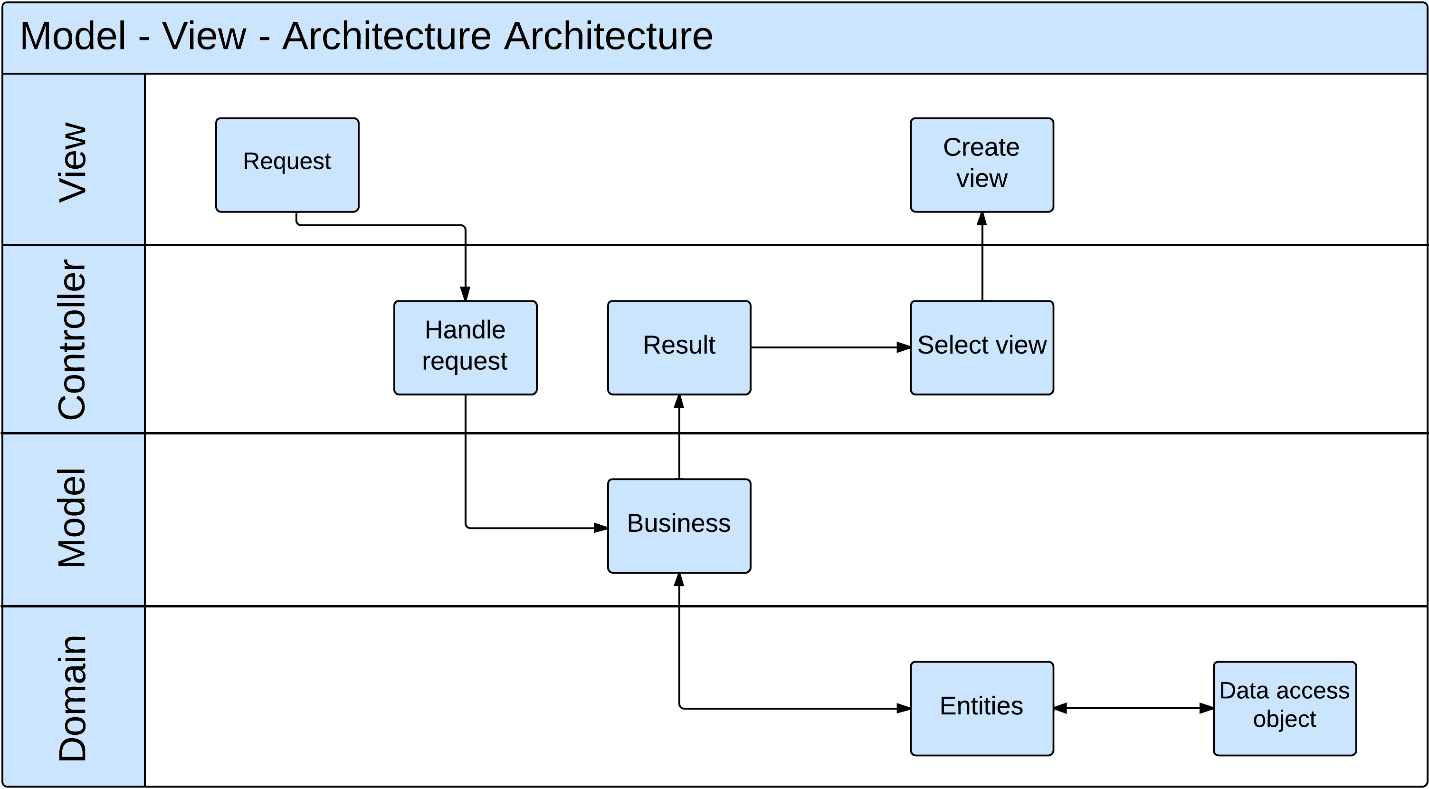 Model - View - Architecture Architecture
View
Request
Create
view
Controller
Handle
request
Result
Select view
Model
Business
Domain
Entities
Data access
object